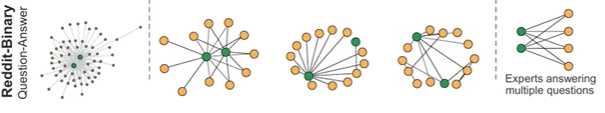 Reddit-Binary
Question-Answer
Experts answering
multiple questions